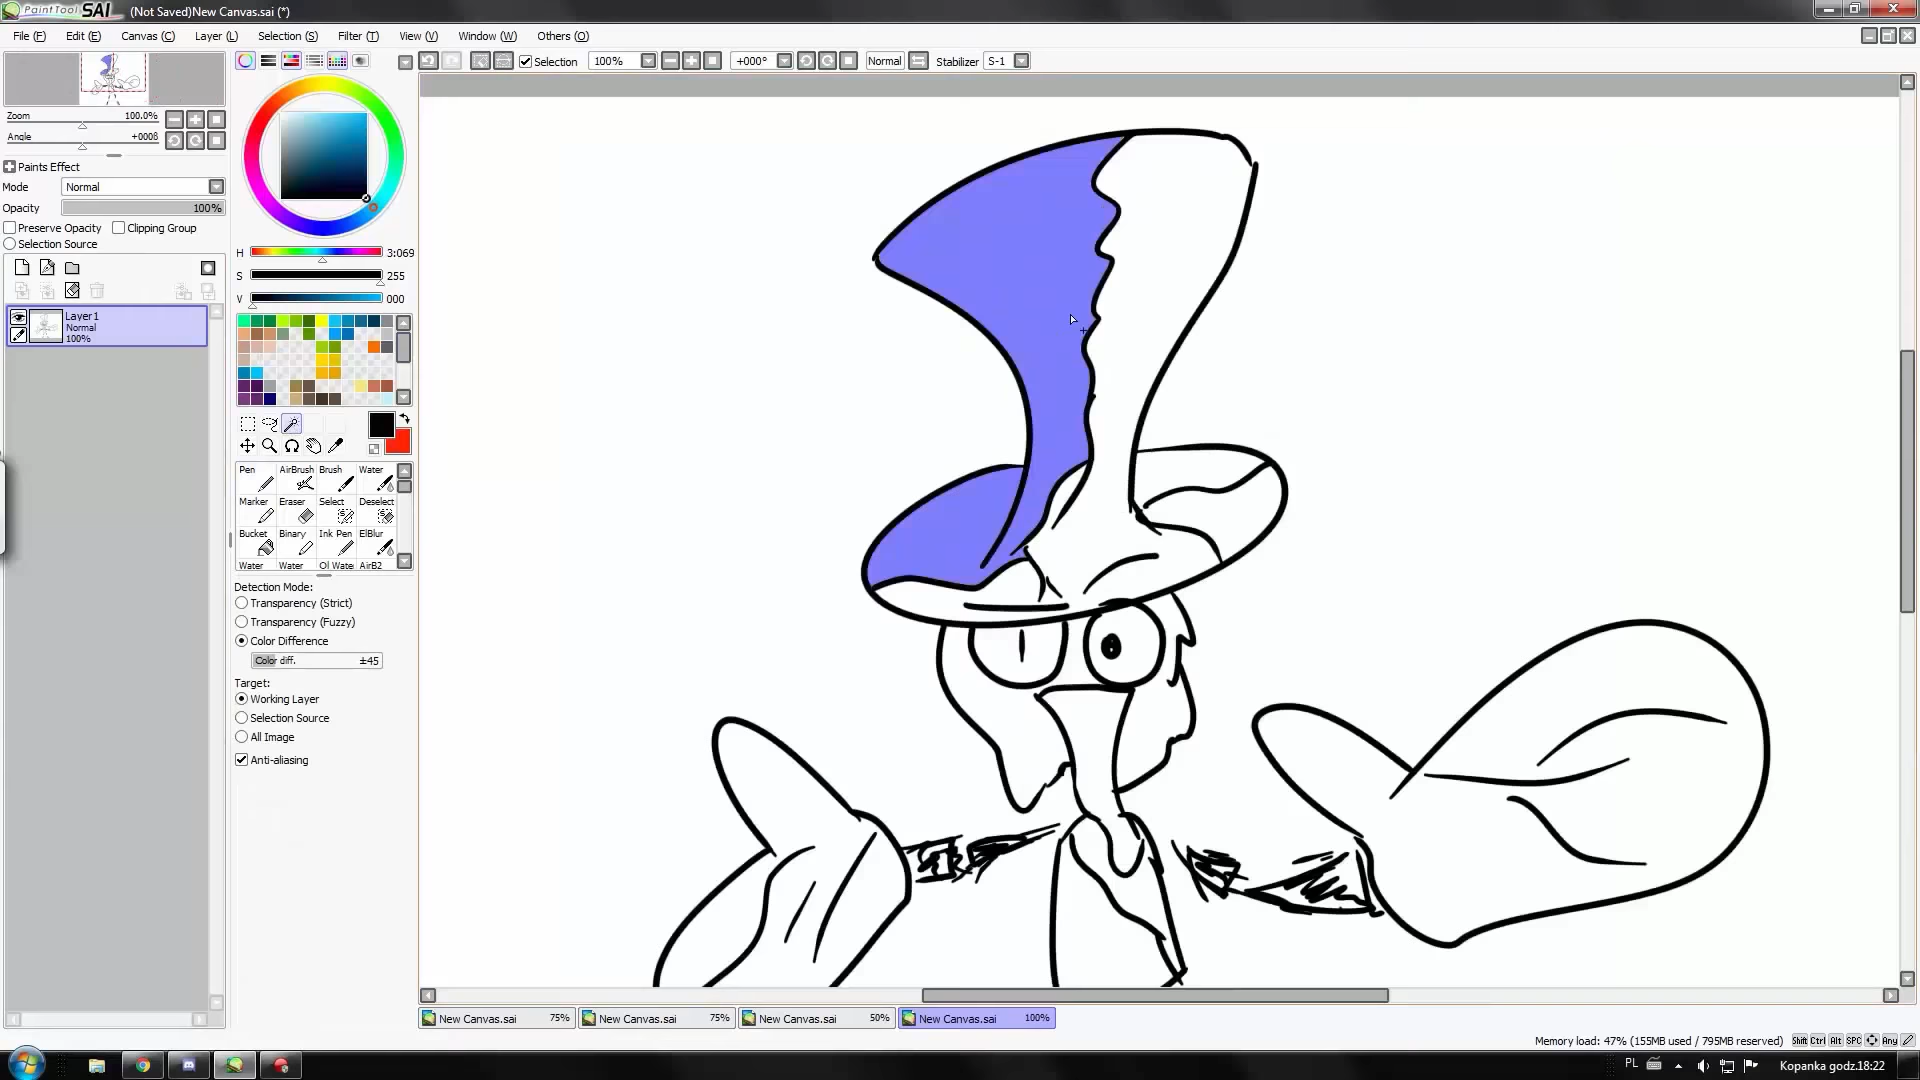 PaintTool SAI (Not Saved)New Canvas.sai (*)
File (F) Edit (E) Canvas (C) Layer (L) Selection (S) Filter (T) View (V) Window (W) Others (O)
Selection 100% +000° Normal Stabilizer S-1
Zoom 100.0%
Angle +000ß
Paints Effect
Mode Normal
Opacity 100%
Preserve Opacity Clipping Group
Selection Source
Layer1
Normal
100%
H 3:069
S 255
V 000
Pen AirBrush Brush Water
Marker Eraser Select Deselect
Bucket Binary Ink Pen ElBlur
Water Water Ol Wate AirB2
Detection Mode:
Transparency (Strict)
Transparency (Fuzzy)
Color Difference
Color diff. ±45
Target:
Working Layer
Selection Source
All Image
Anti-aliasing
New Canvas.sai 75% New Canvas.sai 75% New Canvas.sai 50% New Canvas.sai 100%
Memory load: 47% (155MB used / 795MB reserved) Shift Ctrl Alt SPC Any
PL Kopanka godz.18:22